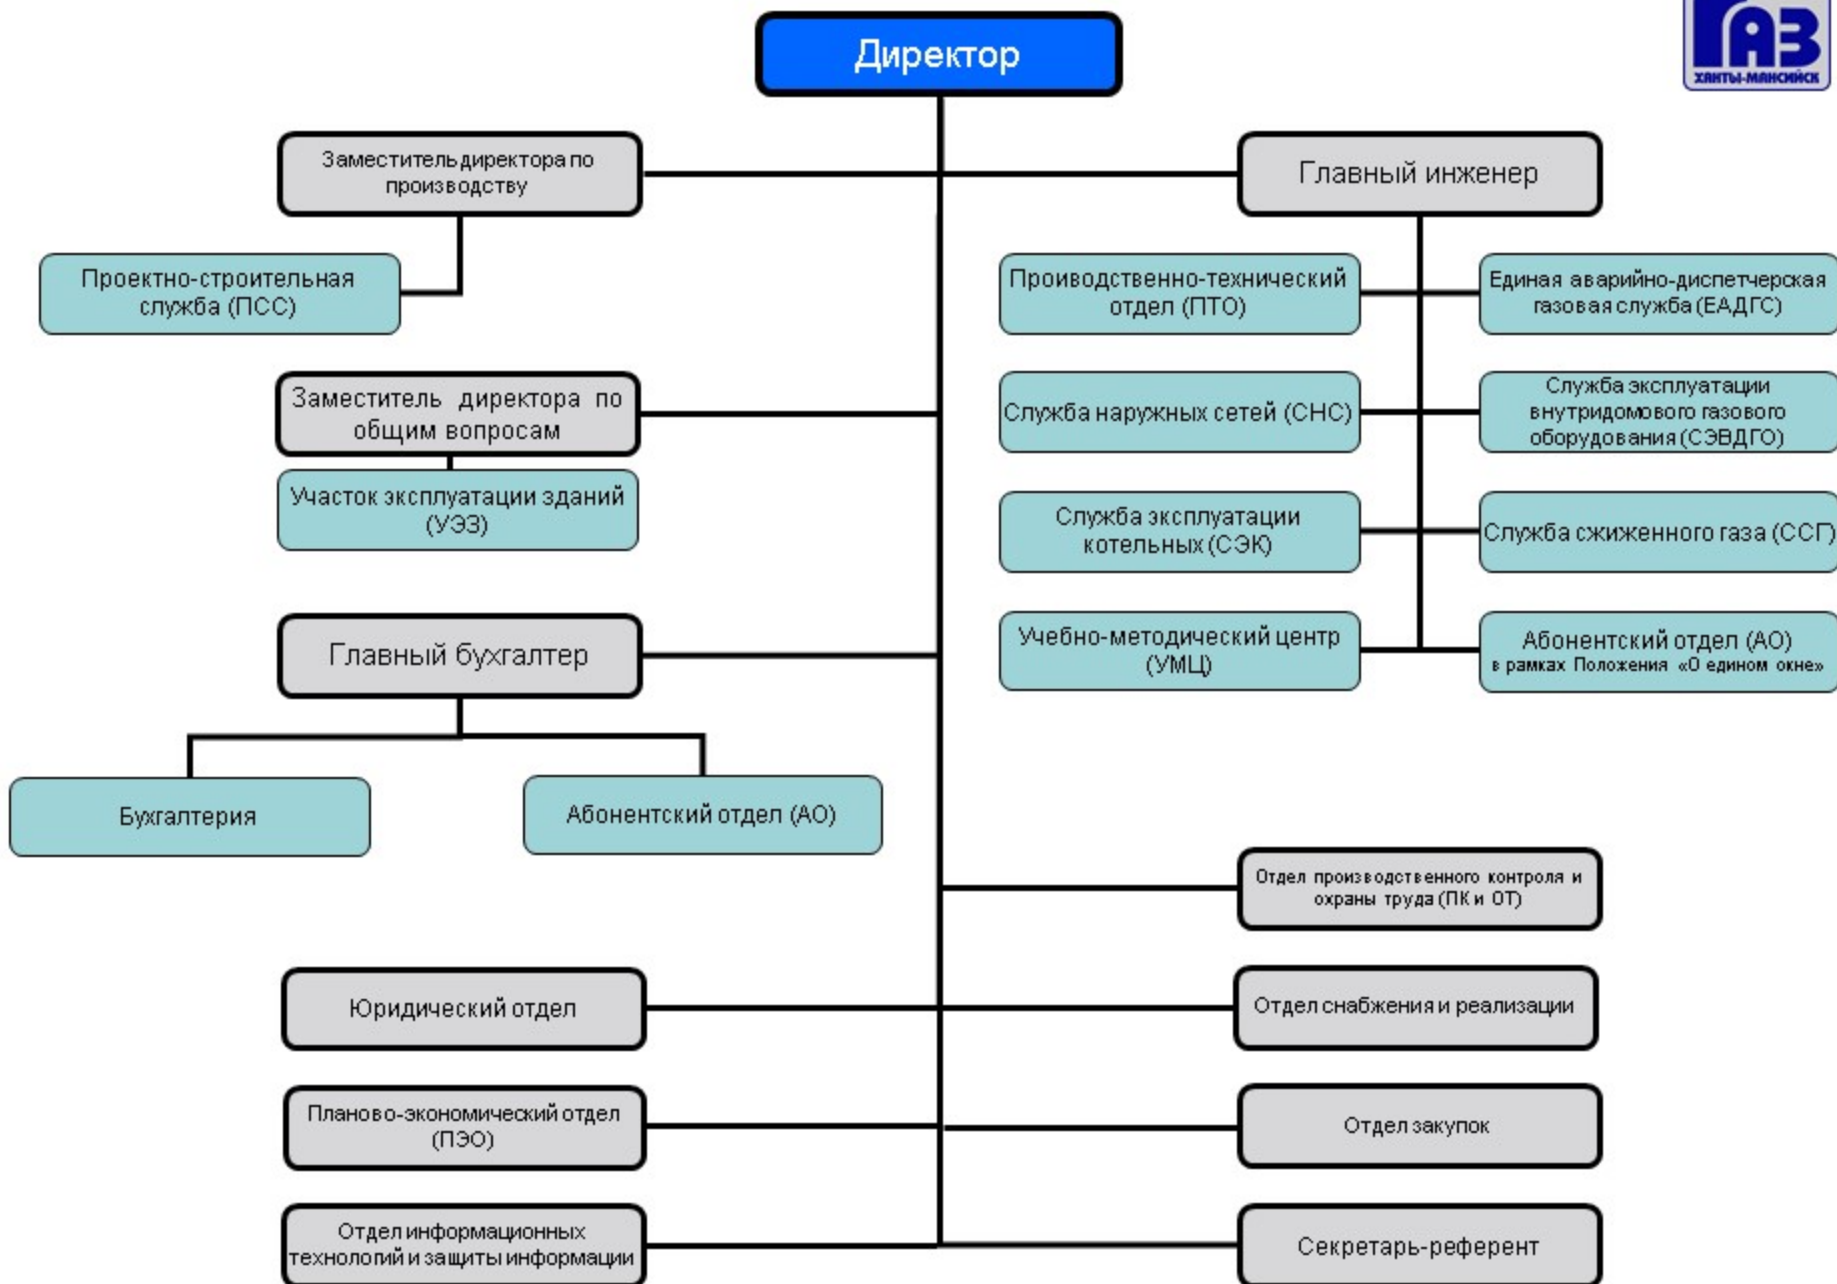 Директор
ГАЗ
ХАНТЫ-МАНСИЙСК
Заместитель директора по
производству
Главный инженер
Проектно-строительная
служба (ПСС)
Проиводственно-технический
отдел (ПТО)
Единая аварийно-диспетчерская
газовая служба (ЕАДГС)
Заместитель директора по
общим вопросам
Служба наружных сетей (СНС)
Служба эксплуатации
внутридомового газового
оборудования (СЭВДГО)
Участок эксплуатации зданий
(УЭЗ)
Служба эксплуатации
котельных (СЭК)
Служба сжиженного газа (ССГ)
Главный бухгалтер
Учебно-методический центр
(УМЦ)
Абонентский отдел (АО)
в рамках Положения «О едином окне»
Бухгалтерия
Абонентский отдел (АО)
Отдел производственного контроля и
охраны труда (ПК и ОТ)
Юридический отдел
Отдел снабжения и реализации
Планово-экономический отдел
(ПЭО)
Отдел закупок
Отдел информационных
технологий и защиты информации
Секретарь-референт